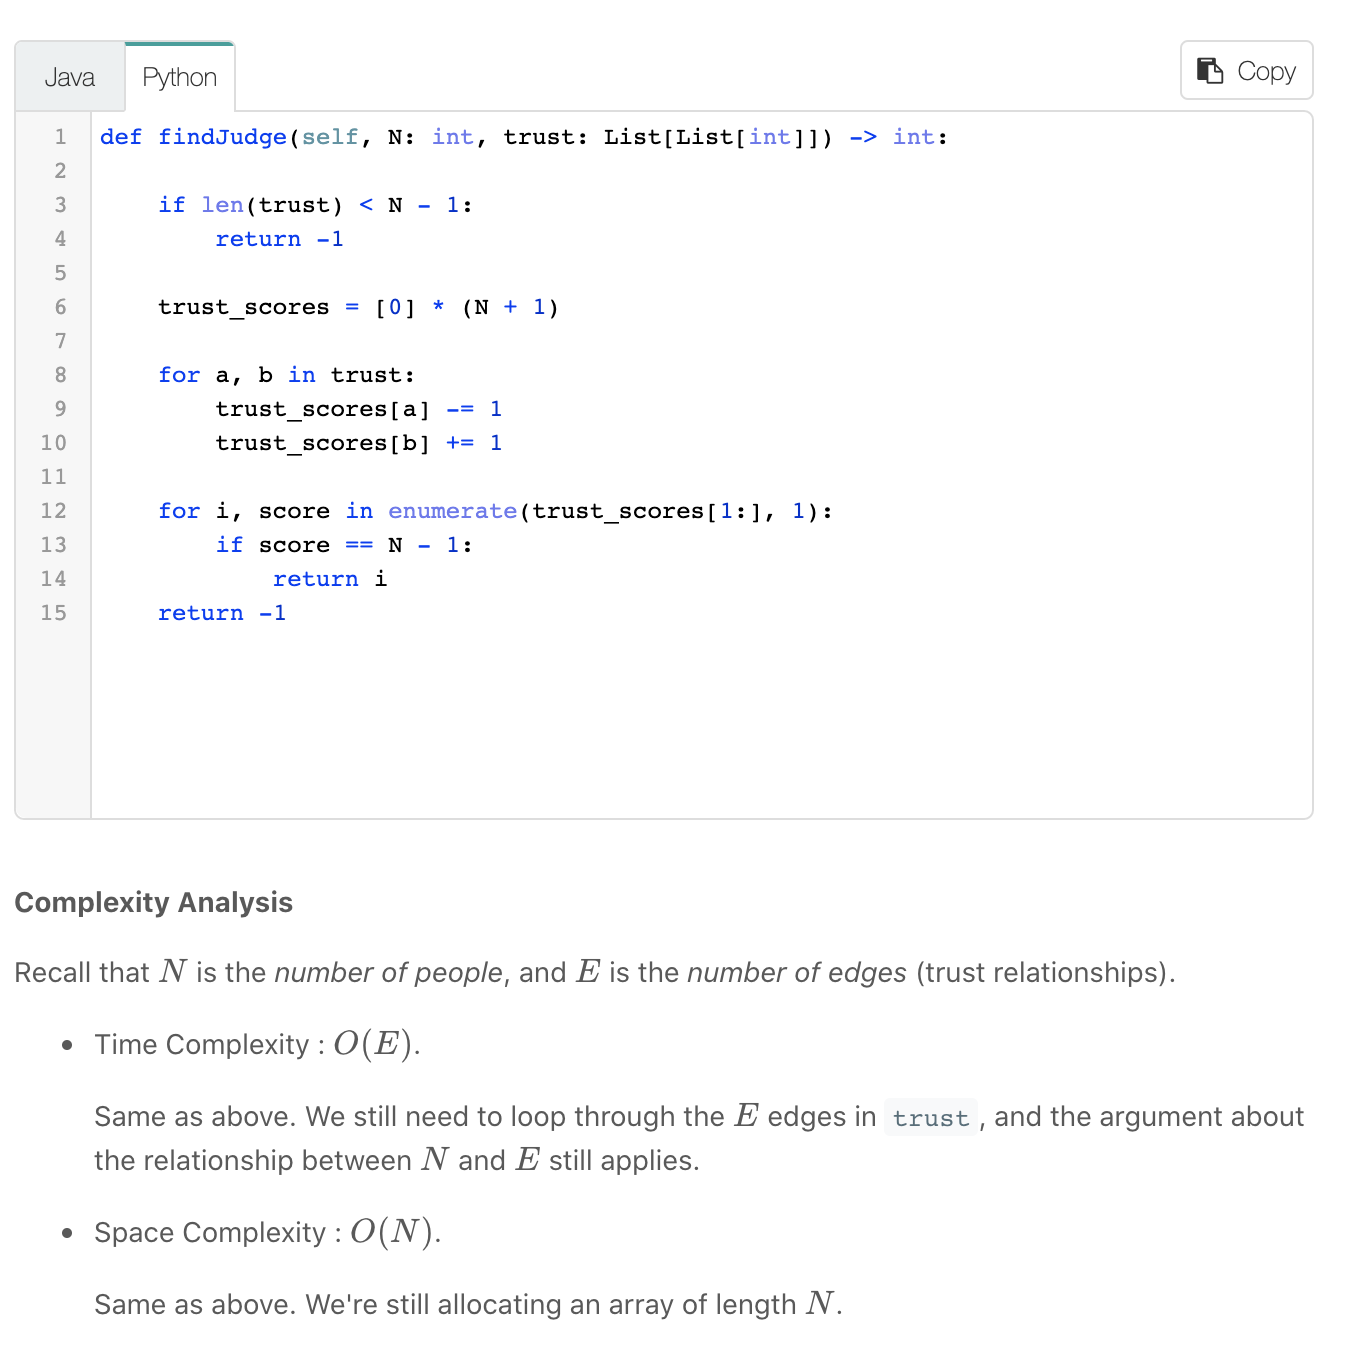 Java Python Copy
1 def findJudge(self, N: int, trust: List[List[int]]) -> int:
2
3     if len(trust) < N - 1:
4         return -1
5
6     trust_scores = [0] * (N + 1)
7
8     for a, b in trust:
9         trust_scores[a] -= 1
10         trust_scores[b] += 1
11
12     for i, score in enumerate(trust_scores[1:], 1):
13         if score == N - 1:
14             return i
15     return -1
Complexity Analysis
Recall that N is the number of people, and E is the number of edges (trust relationships).
• Time Complexity : O(E).
Same as above. We still need to loop through the E edges in trust, and the argument about
the relationship between N and E still applies.
• Space Complexity : O(N).
Same as above. We're still allocating an array of length N.